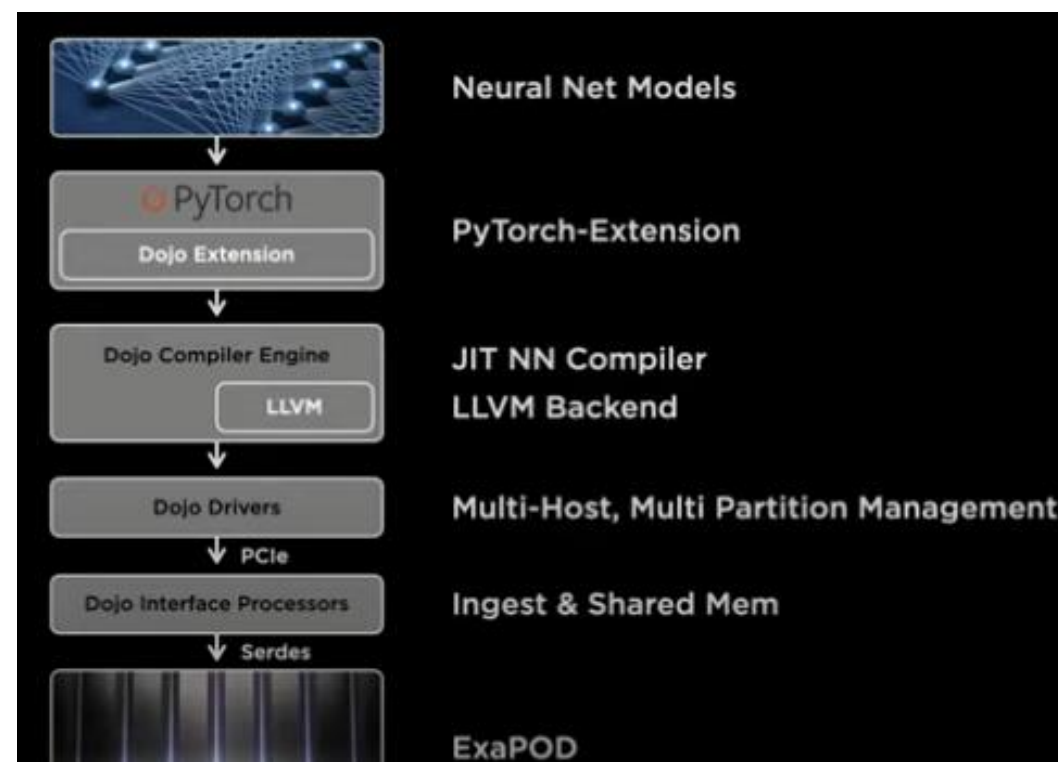 Neural Net Models
PyTorch
Dojo Extension
PyTorch-Extension
Dojo Compiler Engine
LLVM
JIT NN Compiler
LLVM Backend
Dojo Drivers
Multi-Host, Multi Partition Management
PCIe
Dojo Interface Processors
Ingest & Shared Mem
Serdes
ExaPOD